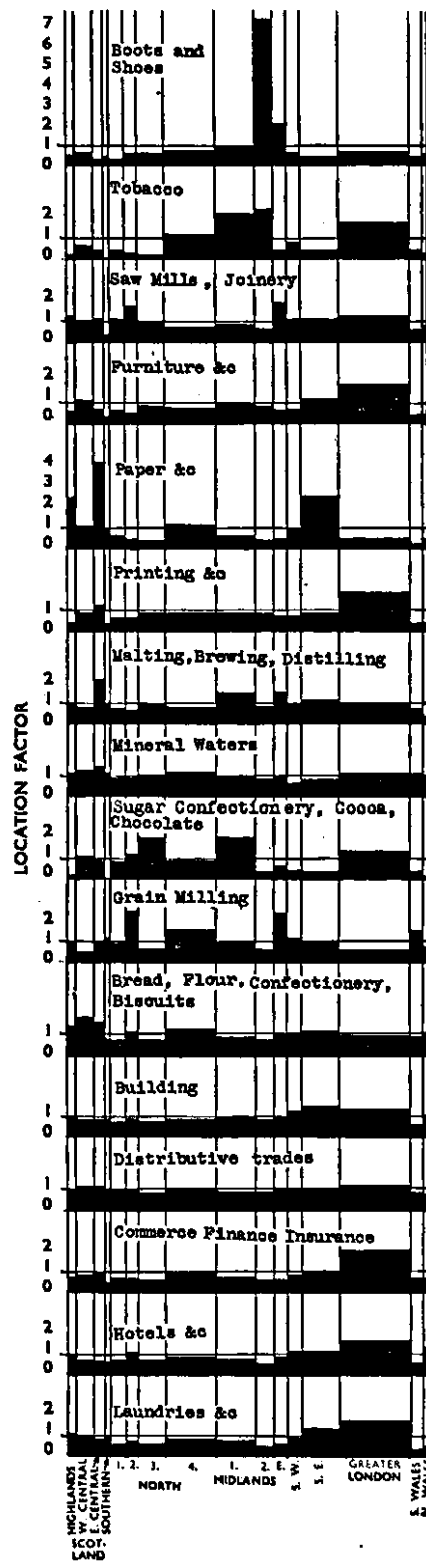 LOCATION FACTOR
7
6
5
4
3
2
1
0
Boots and
Shoes
2
1
0
Tobacco
2
1
0
Saw Mills, Joinery
2
1
0
Furniture &c
4
3
2
1
0
Paper &c
1
0
Printing &c
2
1
0
Malting, Brewing, Distilling
1
0
Mineral Waters
2
1
0
Sugar Confectionery, Cocoa,
Chocolate
2
1
0
Grain Milling
1
0
Bread, Flour, Confectionery,
Biscuits
1
0
Building
1
0
Distributive trades
2
1
0
Commerce Finance Insurance
2
1
0
Hotels &c
2
1
0
Laundries &c
HIGHLANDS
W. CENTRAL
E. CENTRAL
SOUTHERN
SCOT-
LAND
1. 2. 3. 4.
NORTH
1. 2. E.
MIDLANDS
S. W.
S. E.
GREATER
LONDON
S. WALES